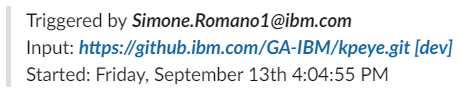 Triggered by Simone.Romano1@ibm.com
Input: https://github.ibm.com/GA-IBM/kpeye.git [dev]
Started: Friday, September 13th 4:04:55 PM